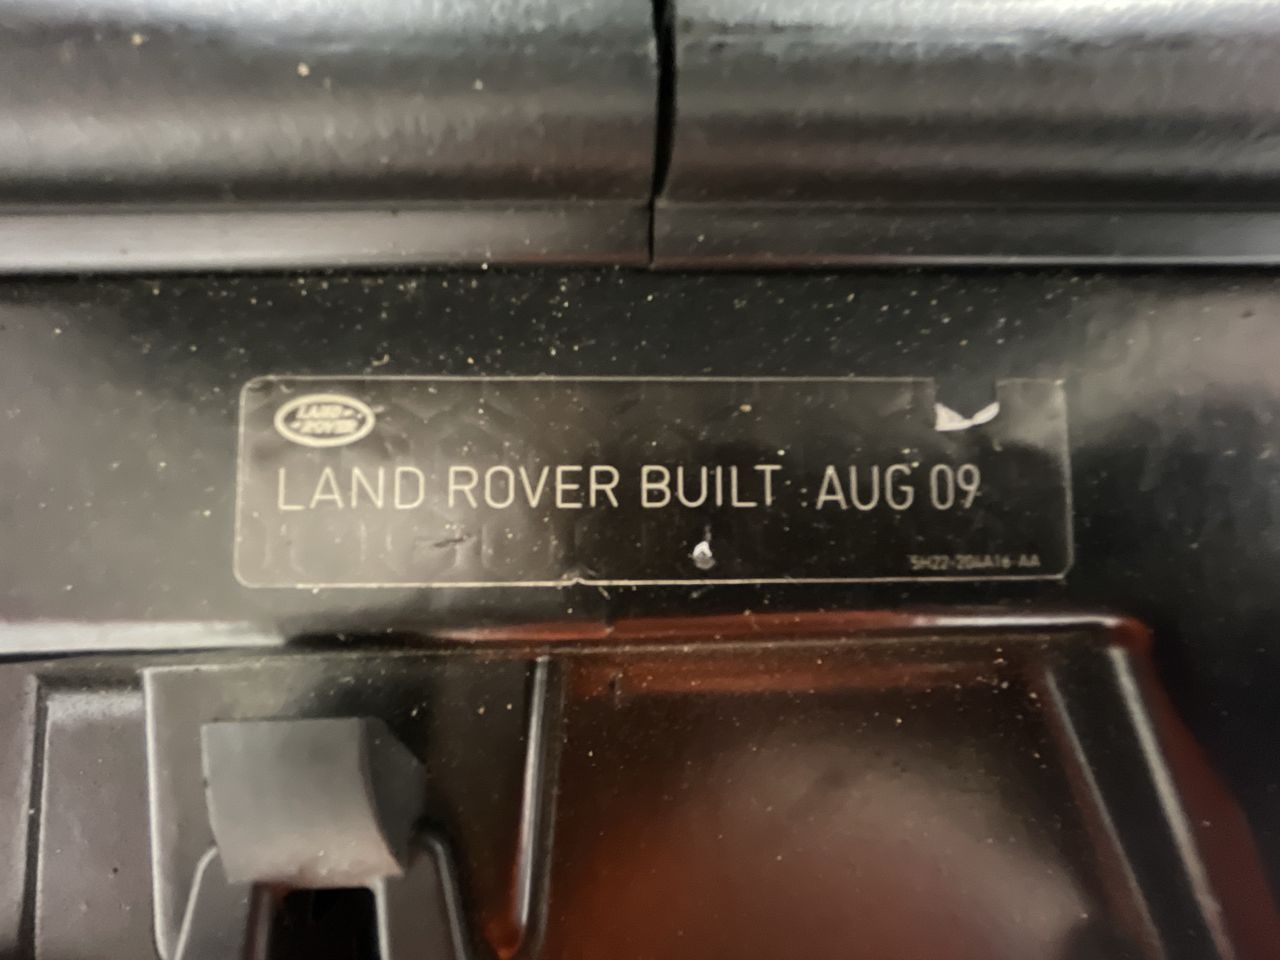 LAND
ROVER
LAND ROVER BUILT AUG 09
5H22-204A16-AA